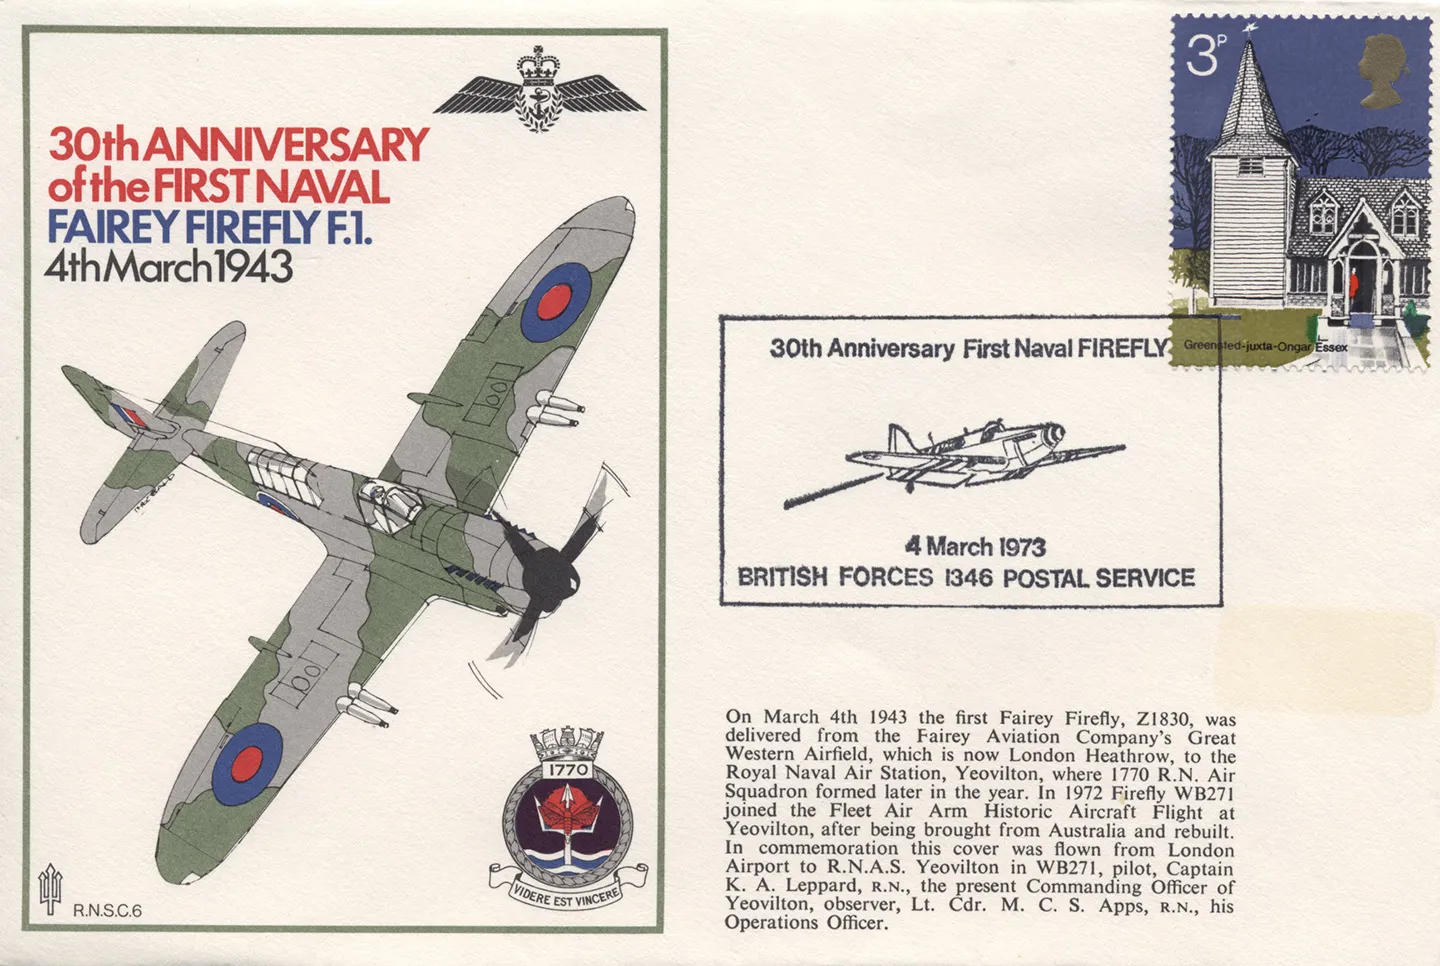 30th ANNIVERSARY
of the FIRST NAVAL
FAIREY FIREFLY F.1.
4th March 1943
1770
VIDERE EST VINCERE
R.N.S.C.6
3P
Greensted-juxta-Ongar Essex
30th Anniversary First Naval FIREFLY
4 March 1973
BRITISH FORCES 1346 POSTAL SERVICE
On March 4th 1943 the first Fairey Firefly, Z1830, was
delivered from the Fairey Aviation Company's Great
Western Airfield, which is now London Heathrow, to the
Royal Naval Air Station, Yeovilton, where 1770 R.N. Air
Squadron formed later in the year. In 1972 Firefly WB271
joined the Fleet Air Arm Historic Aircraft Flight at
Yeovilton, after being brought from Australia and rebuilt.
In commemoration this cover was flown from London
Airport to R.N.A.S. Yeovilton in WB271, pilot, Captain
K. A. Leppard, R.N., the present Commanding Officer of
Yeovilton, observer, Lt. Cdr. M. C. S. Apps, R.N., his
Operations Officer.